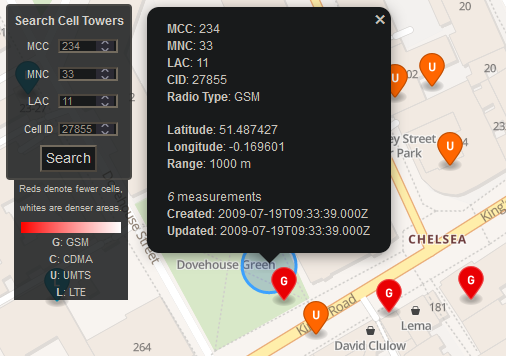 Search Cell Towers
MCC 234
MNC 33
LAC 11
Cell ID 27855
Search
Reds denote fewer cells,
whites are denser areas.
G: GSM
C: CDMA
U: UMTS
L: LTE
×
MCC: 234
MNC: 33
LAC: 11
CID: 27855
Radio Type: GSM
Latitude: 51.487427
Longitude: -0.169601
Range: 1000 m
6 measurements
Created: 2009-07-19T09:33:39.000Z
Updated: 2009-07-19T09:33:39.000Z
20
U
U
20
ey Street
Park
U
King's
CHELSEA
Dovehouse Street
Dovehouse Green
G
G
G
U
King's Road
181
Lema
David Clulow
264